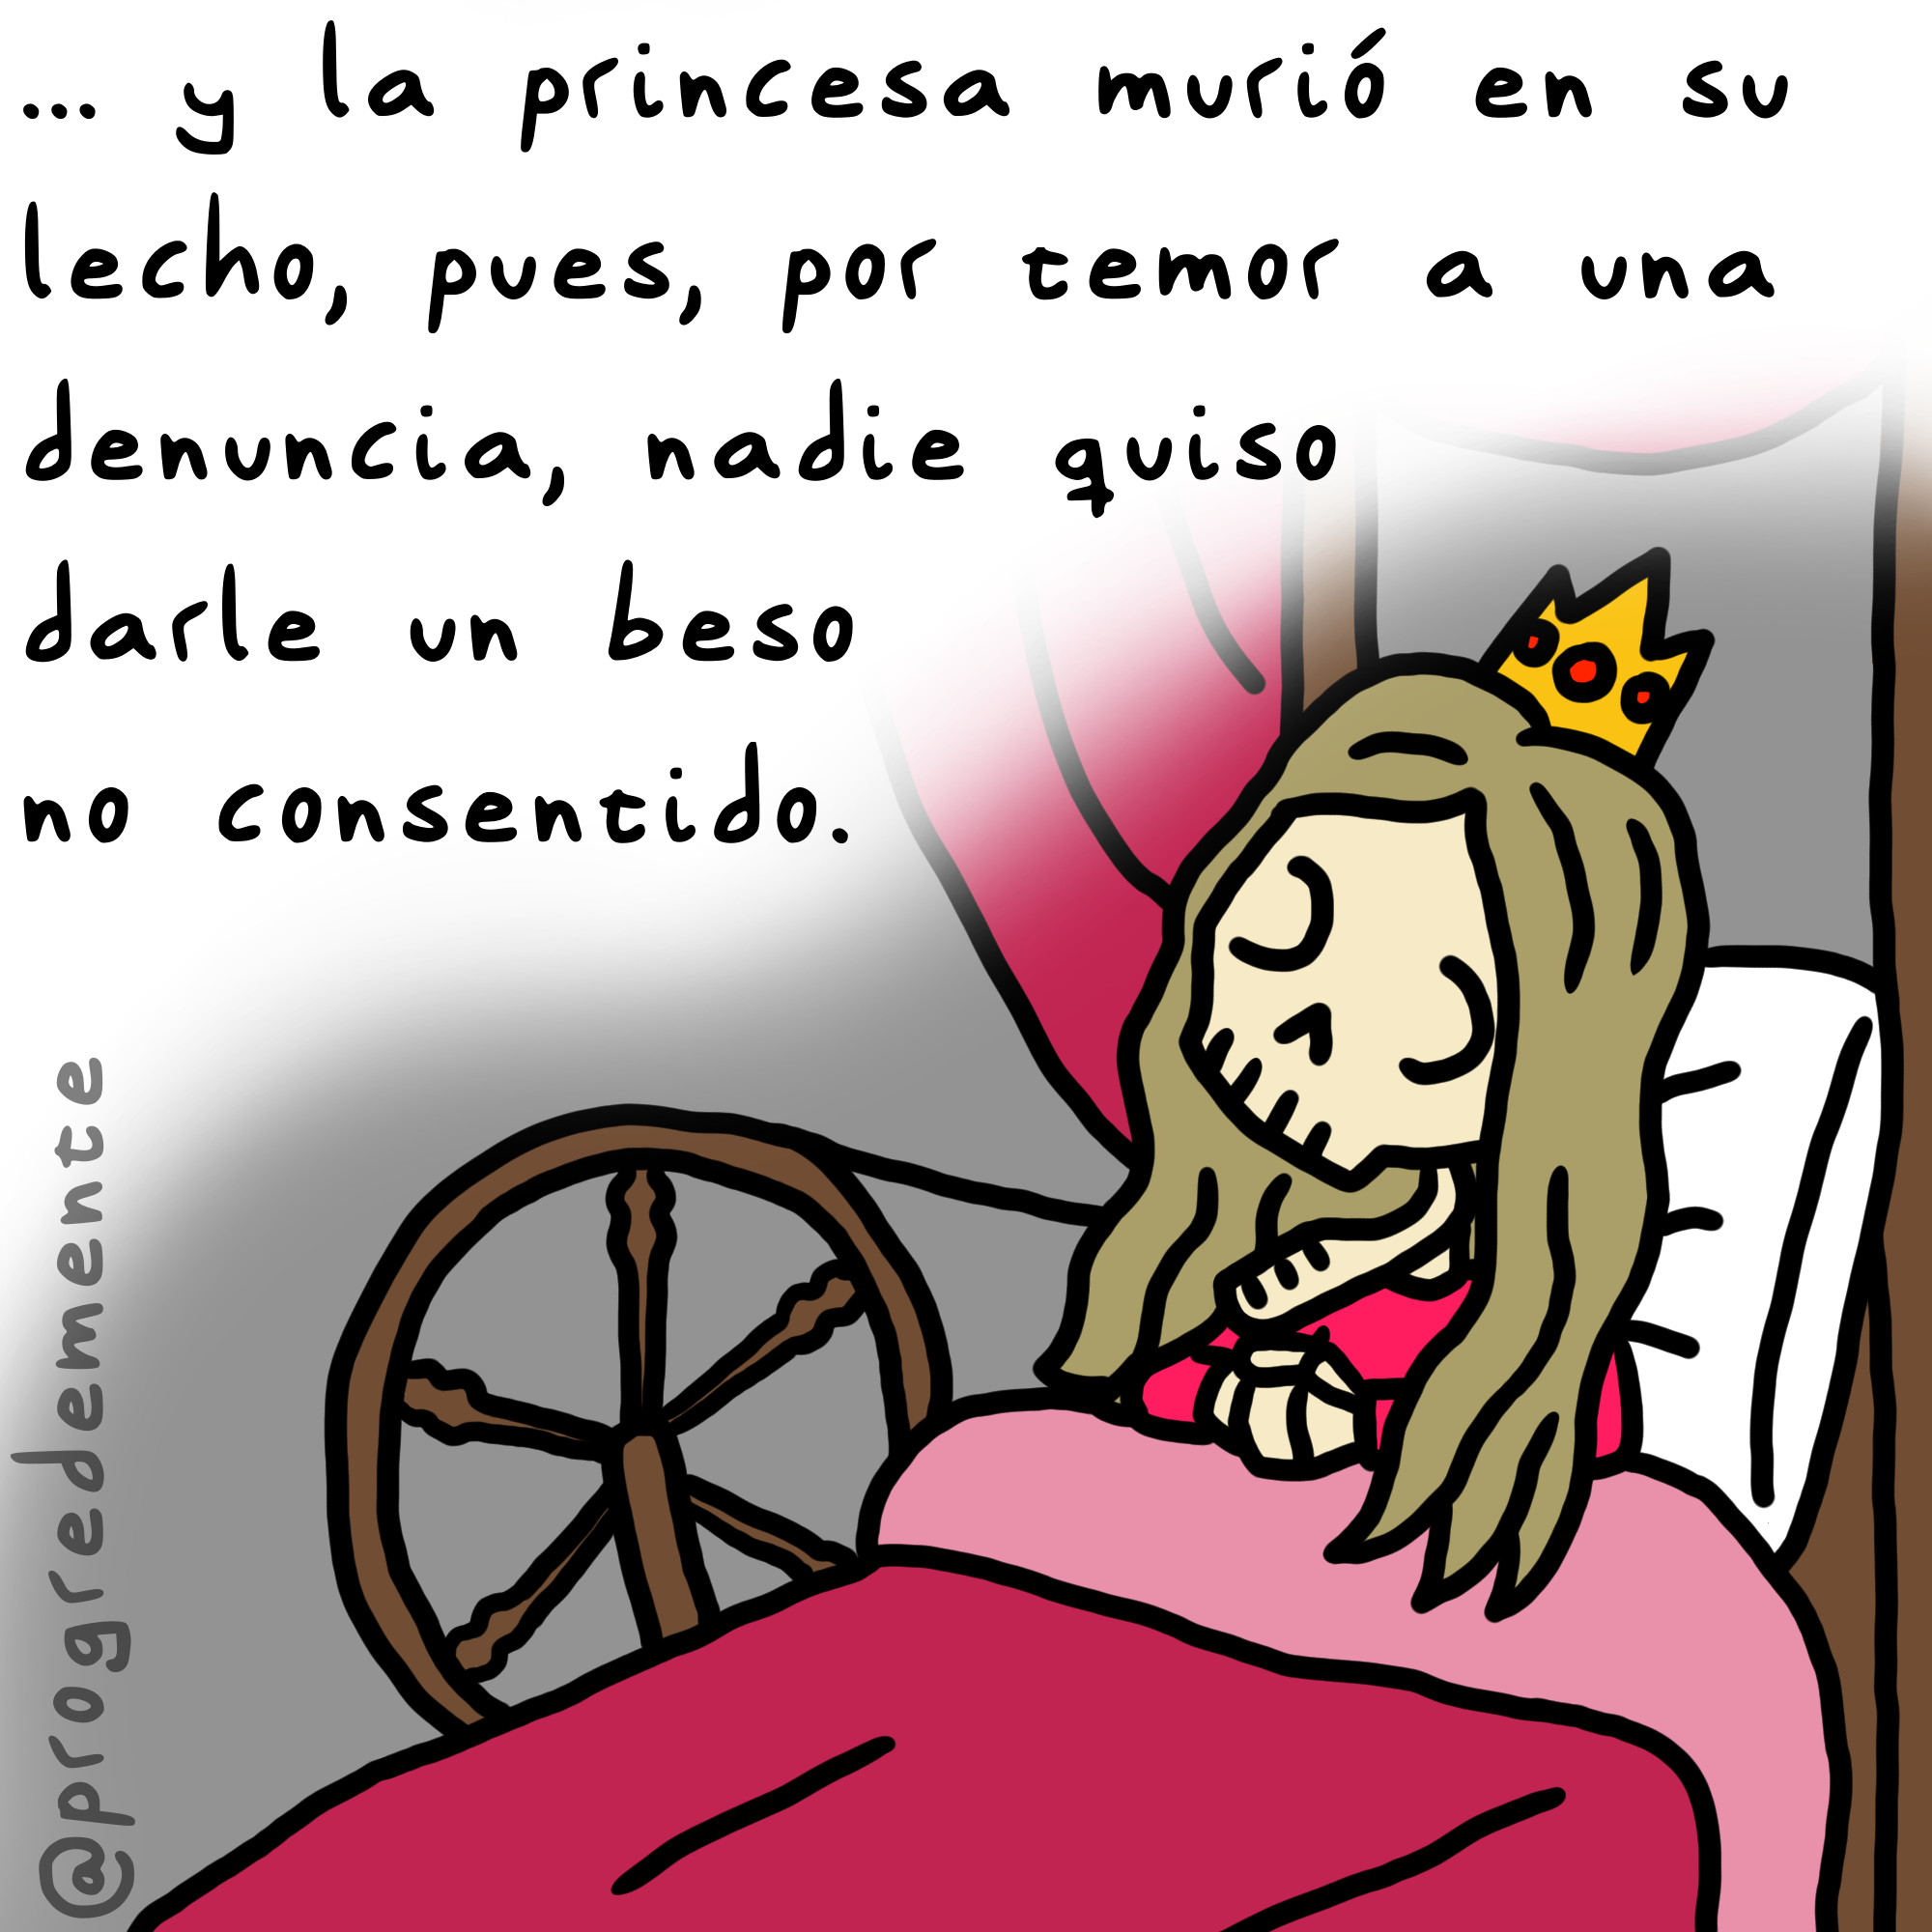 ... y la princesa murió en su
lecho, pues, por temor a una
denuncia, nadie quiso
darle un beso
no consentido.
@progredemente